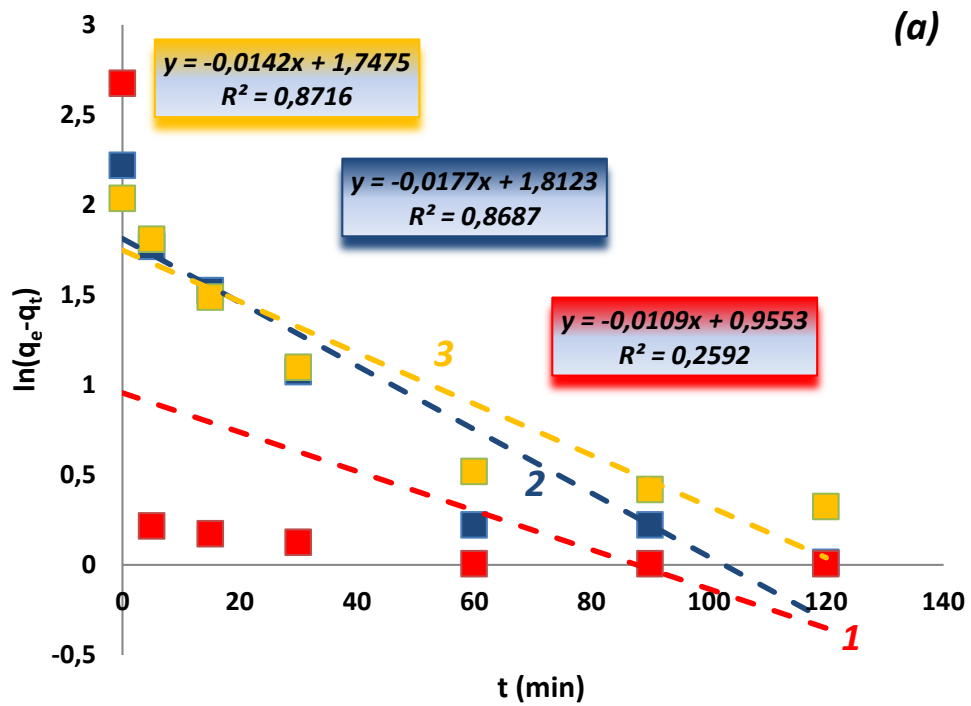 (a)
y = -0,0142x + 1,7475
R² = 0,8716
y = -0,0177x + 1,8123
R² = 0,8687
y = -0,0109x + 0,9553
R² = 0,2592
3
2,5
2
1,5
1
0,5
0
-0,5
ln(qₑ-qₜ)
3
2
1
0
20
40
60
80
100
120
140
t (min)